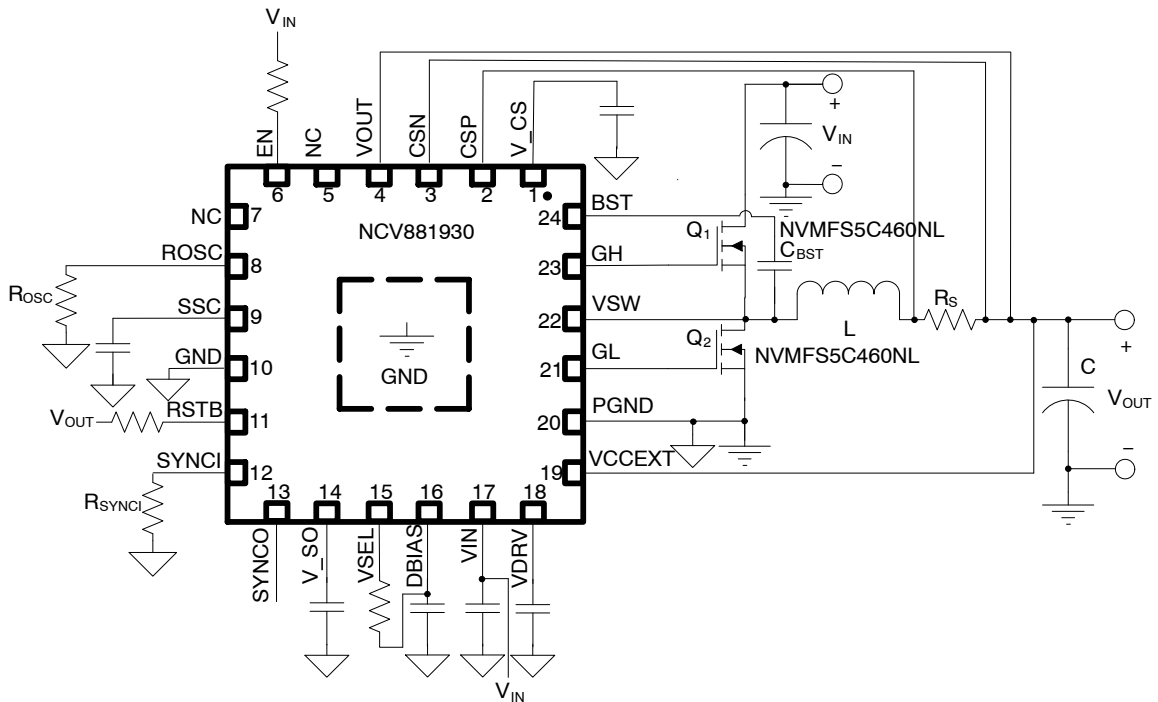 VIN
EN
NC
VOUT
CSN
CSP
V_CS
6
5
4
3
2
1
+
VIN
−
NC
7
NCV881930
24
BST
Q1
NVMFS5C460NL
CBST
ROSC
8
23
GH
ROSC
SSC
9
22
VSW
L
RS
GND
10
GND
21
GL
Q2
NVMFS5C460NL
+
C
VOUT
−
VOUT
RSTB
11
20
PGND
SYNCI
12
19
VCCEXT
RSYNCI
13
14
15
16
17
18
SYNCO
V_SO
VSEL
DBIAS
VIN
VDRV
VIN